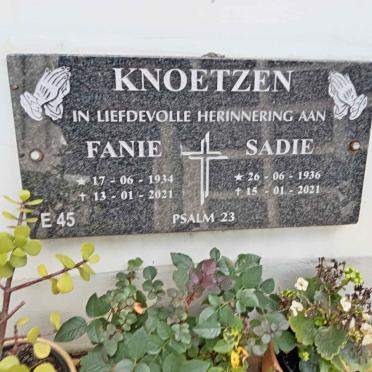 KNOETZEN
IN LIEFDEVOLLE HERINNERING AAN
FANIE SADIE
★ 17 - 06 - 1934 ★ 26 - 06 - 1936
✝ 13 - 01 - 2021 ✝ 15 - 01 - 2021
E 45 PSALM 23